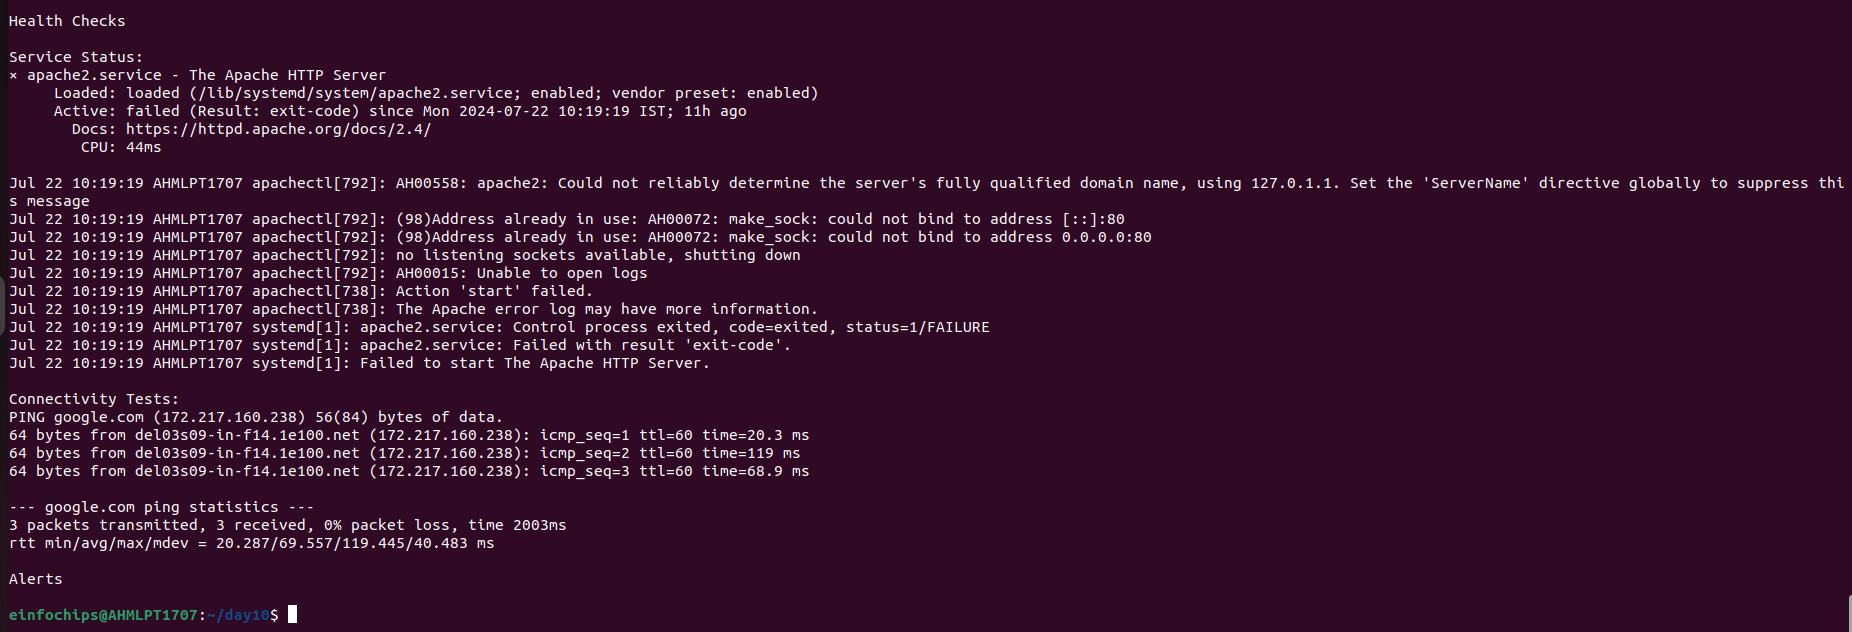 Health Checks
Service Status:
× apache2.service - The Apache HTTP Server
Loaded: loaded (/lib/systemd/system/apache2.service; enabled; vendor preset: enabled)
Active: failed (Result: exit-code) since Mon 2024-07-22 10:19:19 IST; 11h ago
Docs: https://httpd.apache.org/docs/2.4/
CPU: 44ms
Jul 22 10:19:19 AHMLPT1707 apachectl[792]: AH00558: apache2: Could not reliably determine the server's fully qualified domain name, using 127.0.1.1. Set the 'ServerName' directive globally to suppress thi
s message
Jul 22 10:19:19 AHMLPT1707 apachectl[792]: (98)Address already in use: AH00072: make_sock: could not bind to address [::]:80
Jul 22 10:19:19 AHMLPT1707 apachectl[792]: (98)Address already in use: AH00072: make_sock: could not bind to address 0.0.0.0:80
Jul 22 10:19:19 AHMLPT1707 apachectl[792]: no listening sockets available, shutting down
Jul 22 10:19:19 AHMLPT1707 apachectl[792]: AH00015: Unable to open logs
Jul 22 10:19:19 AHMLPT1707 apachectl[738]: Action 'start' failed.
Jul 22 10:19:19 AHMLPT1707 apachectl[738]: The Apache error log may have more information.
Jul 22 10:19:19 AHMLPT1707 systemd[1]: apache2.service: Control process exited, code=exited, status=1/FAILURE
Jul 22 10:19:19 AHMLPT1707 systemd[1]: apache2.service: Failed with result 'exit-code'.
Jul 22 10:19:19 AHMLPT1707 systemd[1]: Failed to start The Apache HTTP Server.
Connectivity Tests:
PING google.com (172.217.160.238) 56(84) bytes of data.
64 bytes from del03s09-in-f14.1e100.net (172.217.160.238): icmp_seq=1 ttl=60 time=20.3 ms
64 bytes from del03s09-in-f14.1e100.net (172.217.160.238): icmp_seq=2 ttl=60 time=119 ms
64 bytes from del03s09-in-f14.1e100.net (172.217.160.238): icmp_seq=3 ttl=60 time=68.9 ms
--- google.com ping statistics ---
3 packets transmitted, 3 received, 0% packet loss, time 2003ms
rtt min/avg/max/mdev = 20.287/69.557/119.445/40.483 ms
Alerts
einfochips@AHMLPT1707:~/day10$